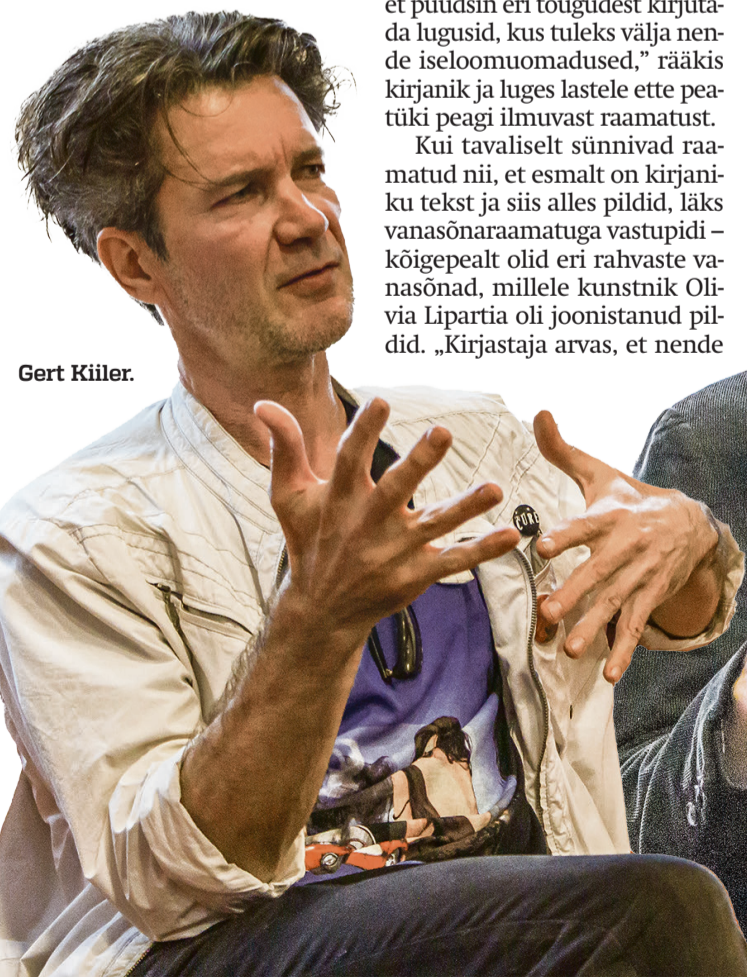 et püüdsin eri tõugudest kirjuta-
da lugusid, kus tuleks välja nen-
de iseloomuomadused,” rääkis
kirjanik ja luges lastele ette pea-
tüki peagi ilmuvast raamatust.
Kui tavaliselt sünnivad raa-
matud nii, et esmalt on kirjani-
ku tekst ja siis alles pildid, läks
vanasõnaraamatuga vastupidi –
kõigepealt olid eri rahvaste va-
nasõnad, millele kunstnik Oli-
via Lipartia oli joonistanud pil-
did. „Kirjastaja arvas, et nende
Gert Kiiler.
CURE